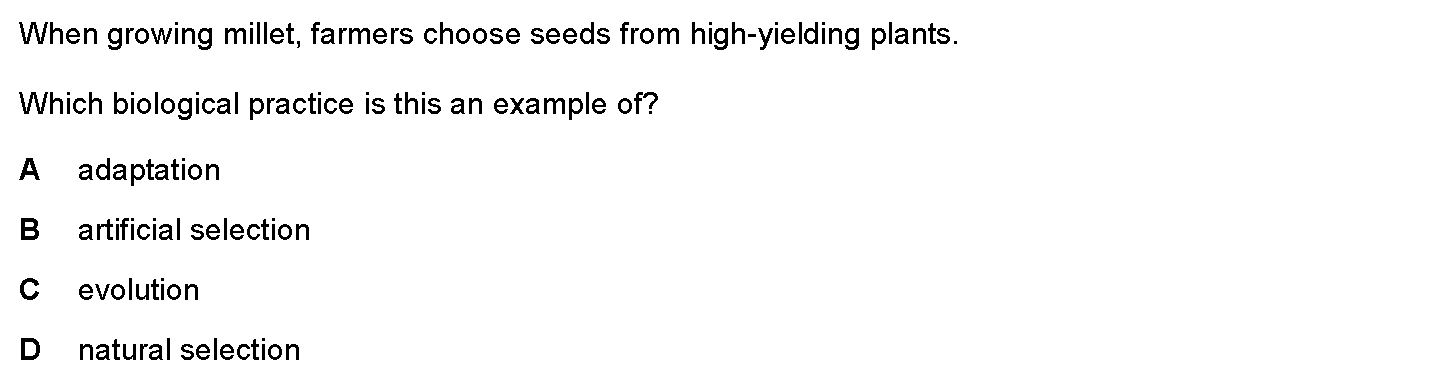 When growing millet, farmers choose seeds from high-yielding plants.
Which biological practice is this an example of?
A adaptation
B artificial selection
C evolution
D natural selection